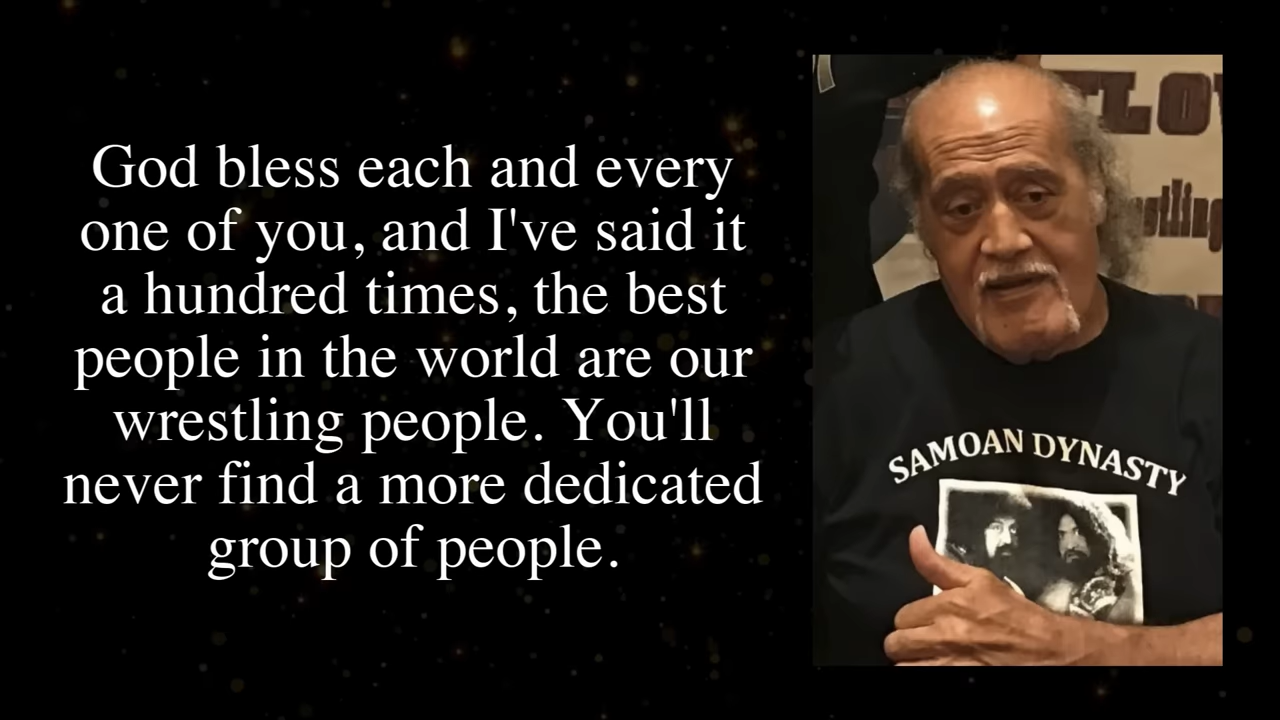 God bless each and every
one of you, and I've said it
a hundred times, the best
people in the world are our
wrestling people. You'll
never find a more dedicated
group of people.
SAMOAN DYNASTY